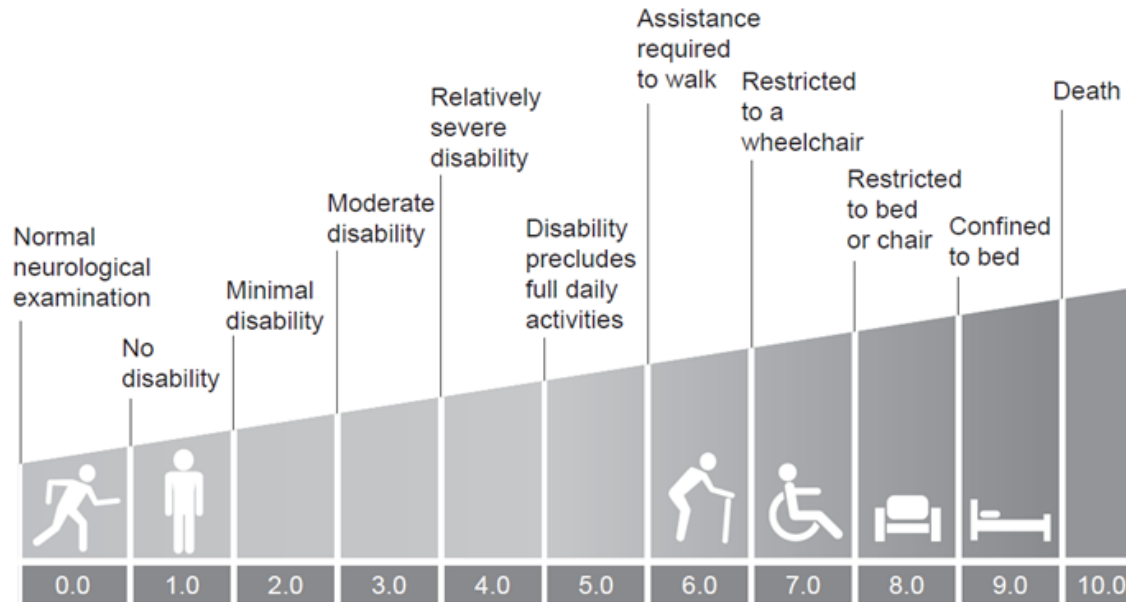 Normal
neurological
examination
No
disability
Minimal
disability
Moderate
disability
Relatively
severe
disability
Disability
precludes
full daily
activities
Assistance
required
to walk
Restricted
to a
wheelchair
Restricted
to bed
or chair
Confined
to bed
Death
0.0 1.0 2.0 3.0 4.0 5.0 6.0 7.0 8.0 9.0 10.0